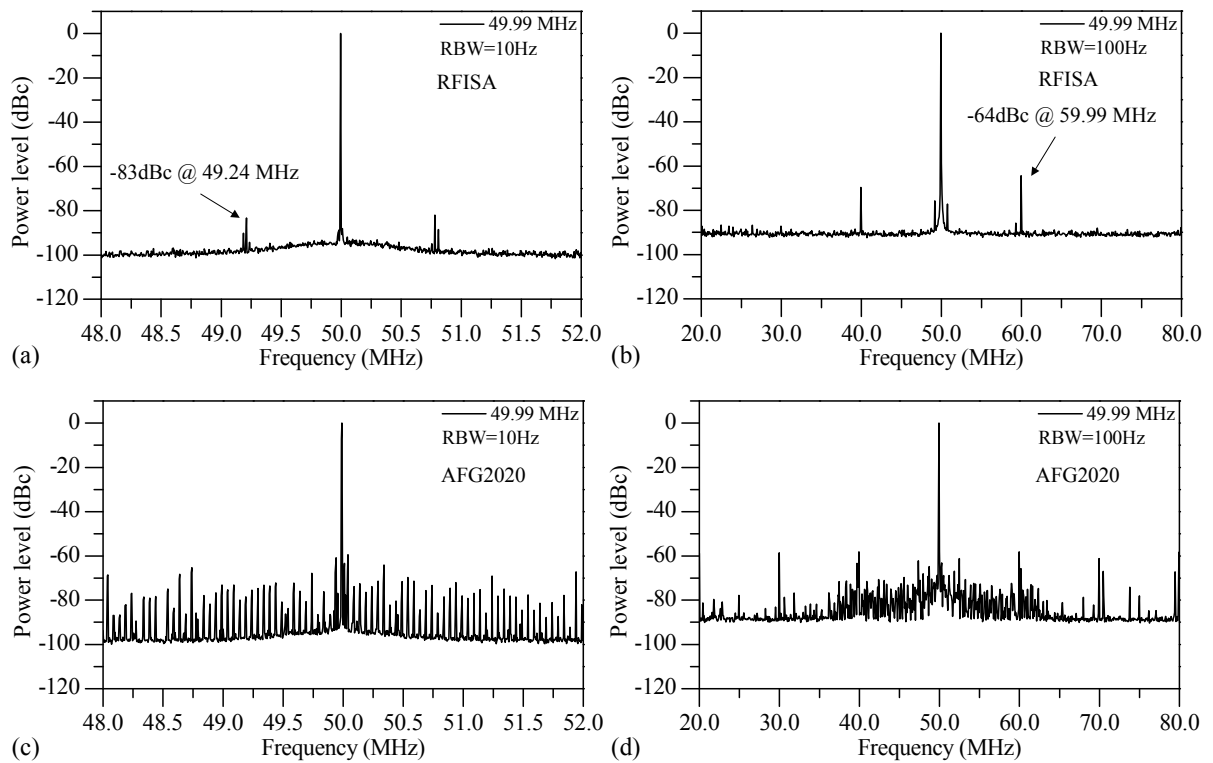 49.99 MHz
RBW=10Hz
RFISA
-83dBc @ 49.24 MHz
Power level (dBc)
0
-20
-40
-60
-80
-100
-120
48.0 48.5 49.0 49.5 50.0 50.5 51.0 51.5 52.0
Frequency (MHz)
(a)
49.99 MHz
RBW=100Hz
RFISA
-64dBc @ 59.99 MHz
Power level (dBc)
0
-20
-40
-60
-80
-100
-120
20.0 30.0 40.0 50.0 60.0 70.0 80.0
Frequency (MHz)
(b)
49.99 MHz
RBW=10Hz
AFG2020
Power level (dBc)
0
-20
-40
-60
-80
-100
-120
48.0 48.5 49.0 49.5 50.0 50.5 51.0 51.5 52.0
Frequency (MHz)
(c)
49.99 MHz
RBW=100Hz
AFG2020
Power level (dBc)
0
-20
-40
-60
-80
-100
-120
20.0 30.0 40.0 50.0 60.0 70.0 80.0
Frequency (MHz)
(d)